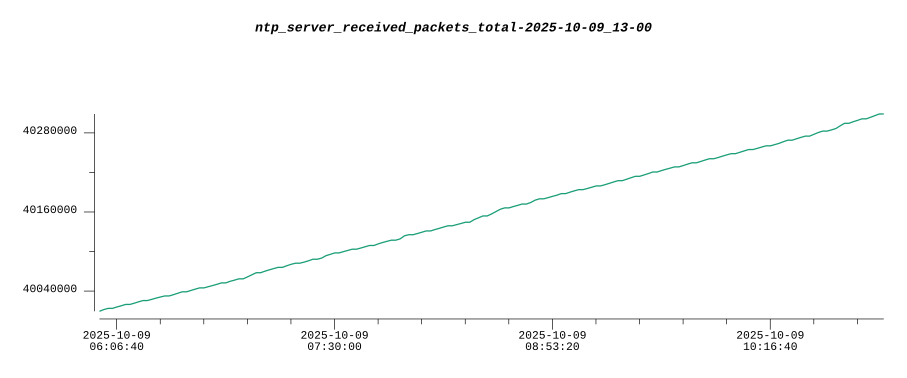 ntp_server_received_packets_total-2025-10-09_13-00
40280000
40160000
40040000
2025-10-09 2025-10-09 2025-10-09 2025-10-09
06:06:40 07:30:00 08:53:20 10:16:40